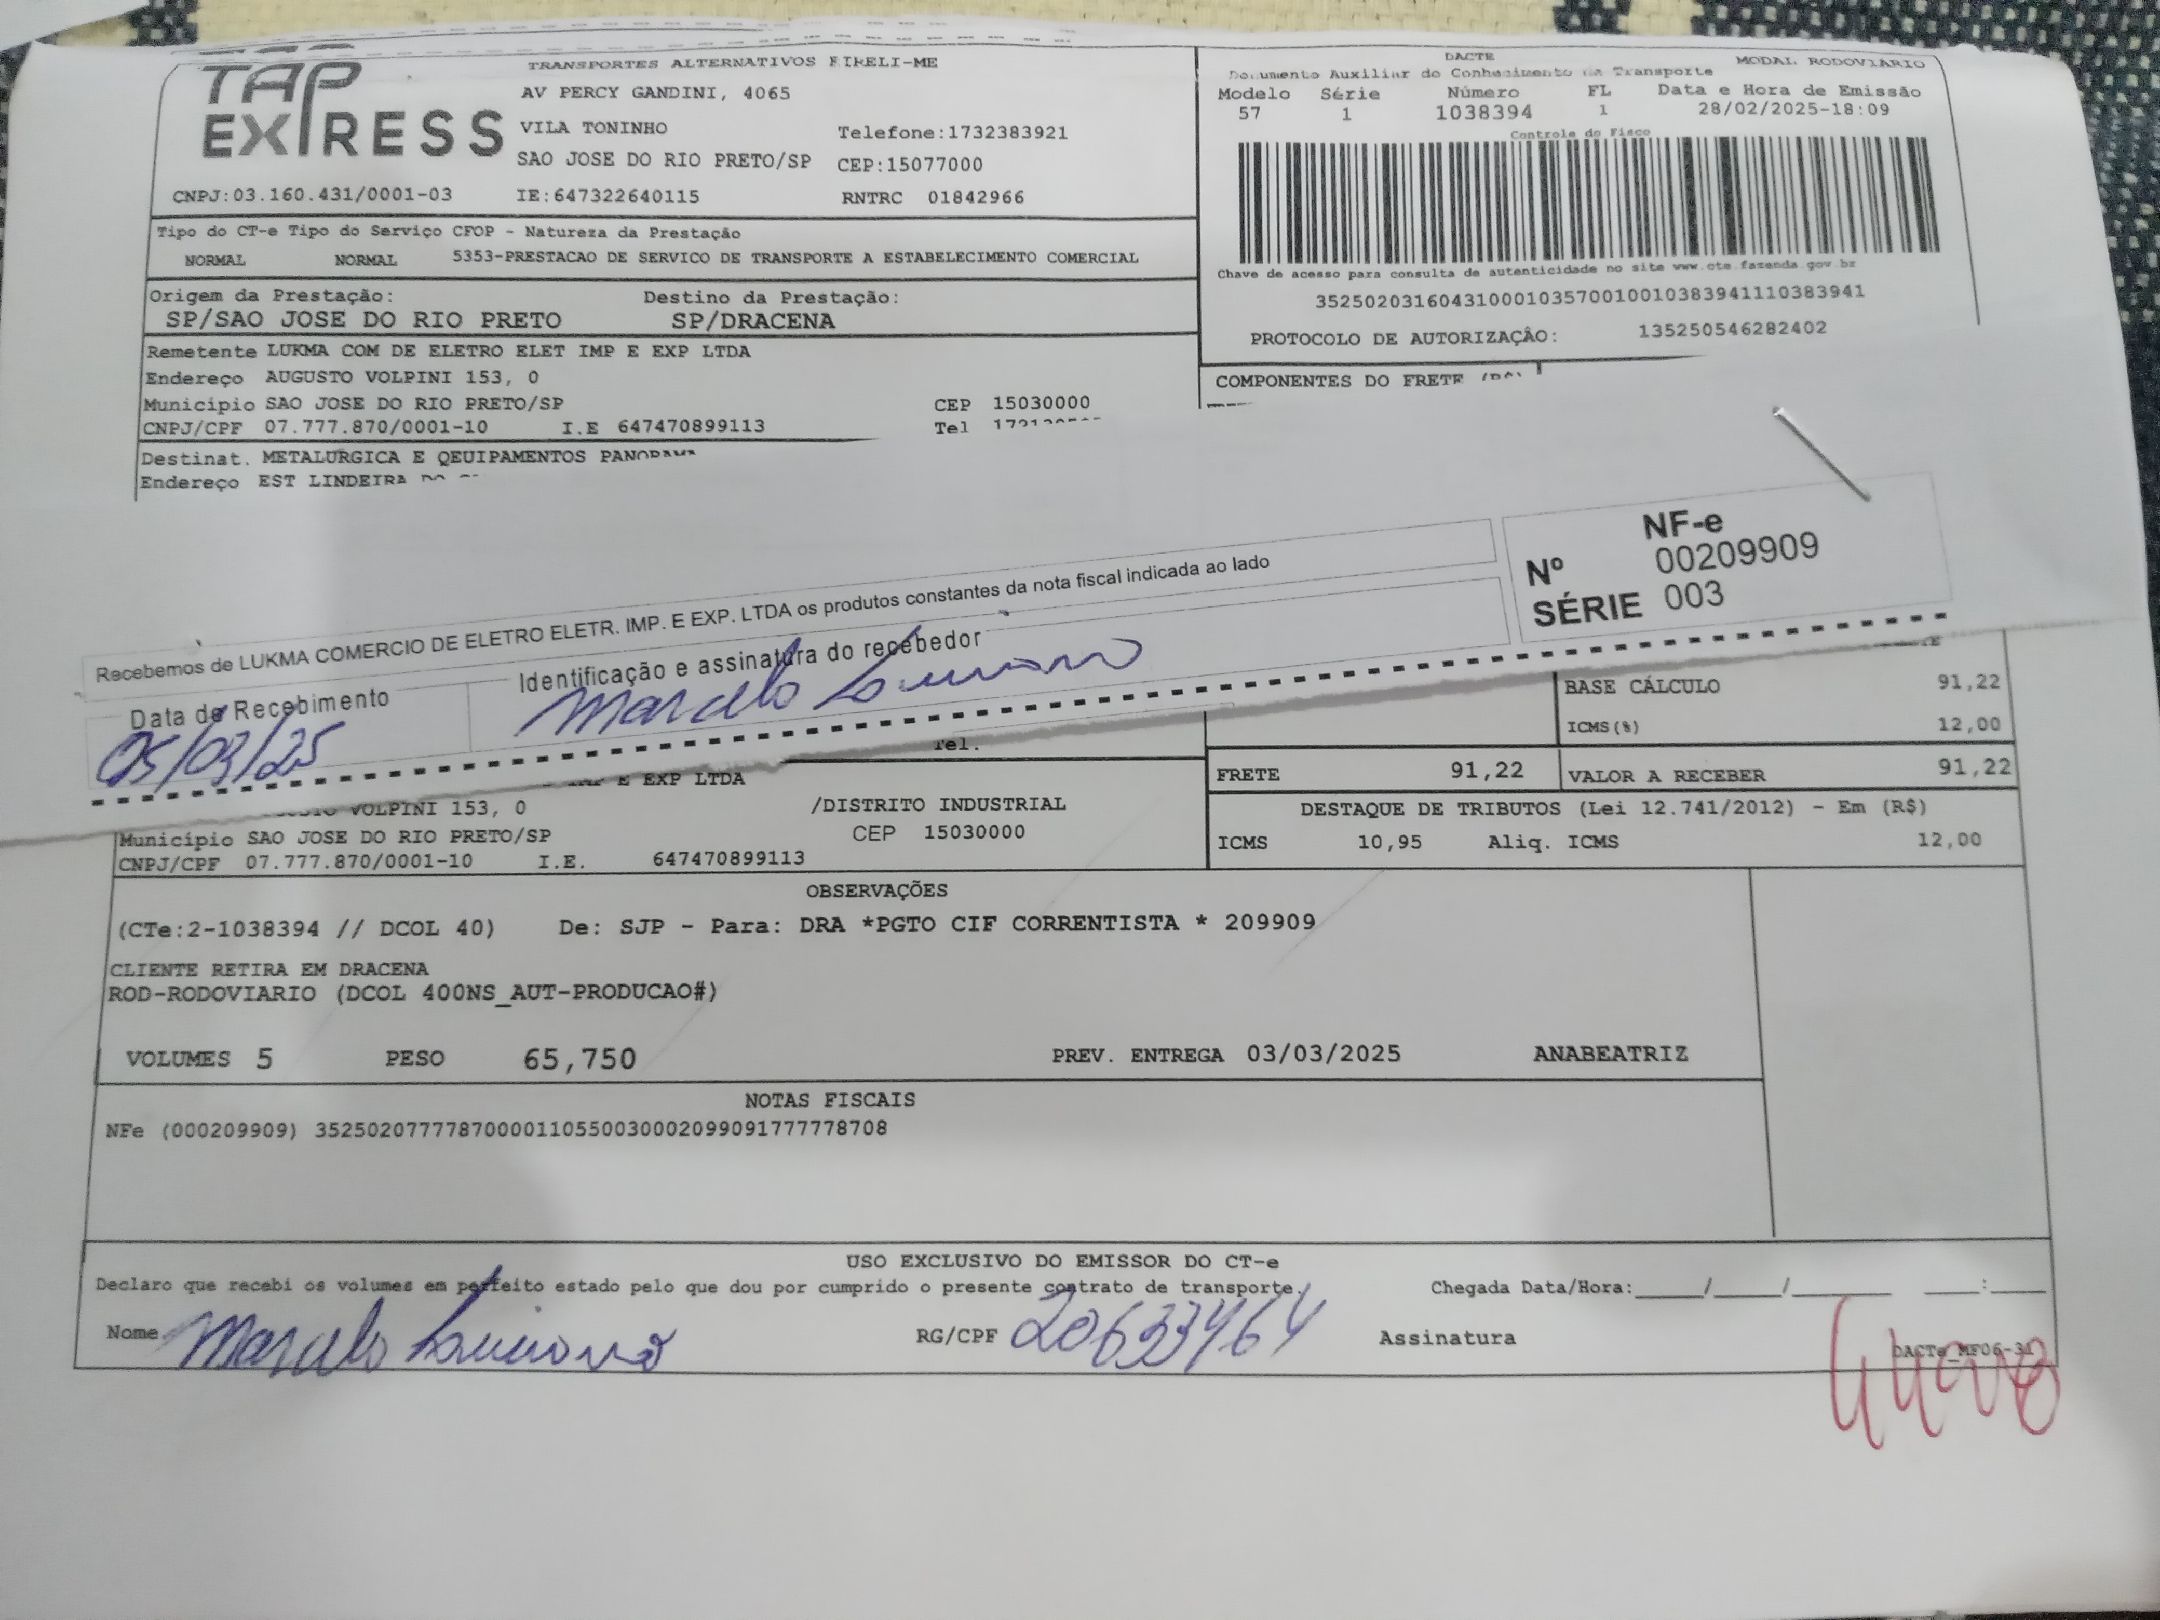 TAP EXPRESS
TRANSPORTES ALTERNATIVOS EIRELI-ME
AV PERCY GANDINI, 4065
VILA TONINHO
Telefone:1732383921
SAO JOSE DO RIO PRETO/SP CEP:15077000
CNPJ:03.160.431/0001-03 IE:647322640115 RNTRC 01842966
DACTE
MODAL RODOVIARIO
Documento Auxiliar do Conhecimento de Transporte
Modelo Série Número FL Data e Hora de Emissão
57 1 1038394 1 28/02/2025-18:09
Controle do Fisco
Chave de acesso para consulta de autenticidade no site www.cte.fazenda.gov.br
35250203160431000103570010010383941110383941
PROTOCOLO DE AUTORIZAÇÂO: 135250546282402
Tipo do CT-e Tipo do Serviço CFOP - Natureza da Prestação
NORMAL NORMAL 5353-PRESTACAO DE SERVICO DE TRANSPORTE A ESTABELECIMENTO COMERCIAL
Origem da Prestação: Destino da Prestação:
SP/SAO JOSE DO RIO PRETO SP/DRACENA
Remetente LUKMA COM DE ELETRO ELET IMP E EXP LTDA
Endereço AUGUSTO VOLPINI 153, 0
Município SAO JOSE DO RIO PRETO/SP CEP 15030000
CNPJ/CPF 07.777.870/0001-10 I.E 647470899113 Tel
COMPONENTES DO FRETE
Destinat. METALURGICA E QEUIPAMENTOS PANORAMA
Endereço EST LINDEIRA
NF-e
Nº 00209909
SÉRIE 003
Recebemos de LUKMA COMERCIO DE ELETRO ELETR. IMP. E EXP. LTDA os produtos constantes da nota fiscal indicada ao lado
Data de Recebimento Identificação e assinatura do recebedor
05/03/25 Marcelo
BASE CÁLCULO 91,22
ICMS(%) 12,00
Tel.
E EXP LTDA
FRETE 91,22 VALOR A RECEBER 91,22
VOLPINI 153, 0 /DISTRITO INDUSTRIAL
Município SAO JOSE DO RIO PRETO/SP CEP 15030000
CNPJ/CPF 07.777.870/0001-10 I.E. 647470899113
DESTAQUE DE TRIBUTOS (Lei 12.741/2012) - Em (R$)
ICMS 10,95 Aliq. ICMS 12,00
OBSERVAÇÕES
(CTe:2-1038394 // DCOL 40) De: SJP - Para: DRA *PGTO CIF CORRENTISTA * 209909
CLIENTE RETIRA EM DRACENA
ROD-RODOVIARIO (DCOL 400NS_AUT-PRODUCAO#)
VOLUMES 5 PESO 65,750 PREV. ENTREGA 03/03/2025 ANABEATRIZ
NOTAS FISCAIS
NFe (000209909) 35250207777870000110550030002099091777778708
USO EXCLUSIVO DO EMISSOR DO CT-e
Declaro que recebi os volumes em perfeito estado pelo que dou por cumprido o presente contrato de transporte. Chegada Data/Hora:_____/_____/_______ ____:____
Nome Marcelo RG/CPF 20633464 Assinatura
DACTe_MF06-31